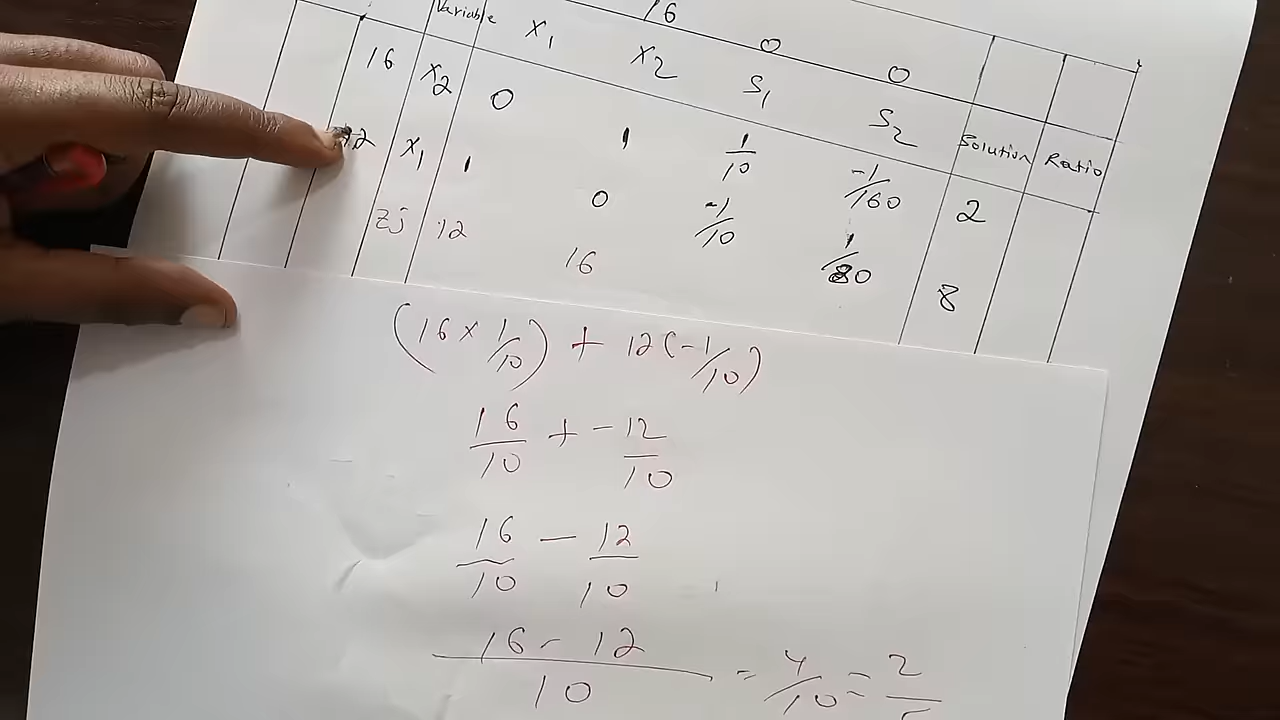 16 0 0
Variable X1 X2 S1 S2 Solution Ratio
16 X2 0 1 1/10 -1/160 2
12 X1 1 0 -1/10 1/80 8
Zj 12 16
(16 × 1/10) + 12(-1/10)
16/10 + -12/10
16/10 - 12/10
16 - 12/10 = 4/10 = 2